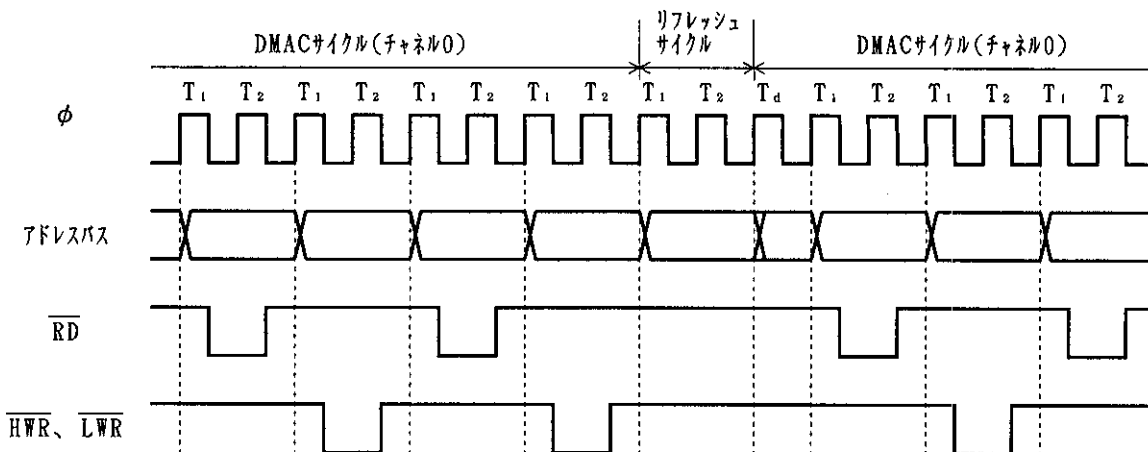 リフレッシュ
DMACサイクル(チャネル0) サイクル DMACサイクル(チャネル0)
T₁ T₂ T₁ T₂ T₁ T₂ T₁ T₂ T₁ T₂ Td T₁ T₂ T₁ T₂ T₁ T₂
φ
アドレスバス
R̅D̅
H̅W̅R̅、L̅W̅R̅